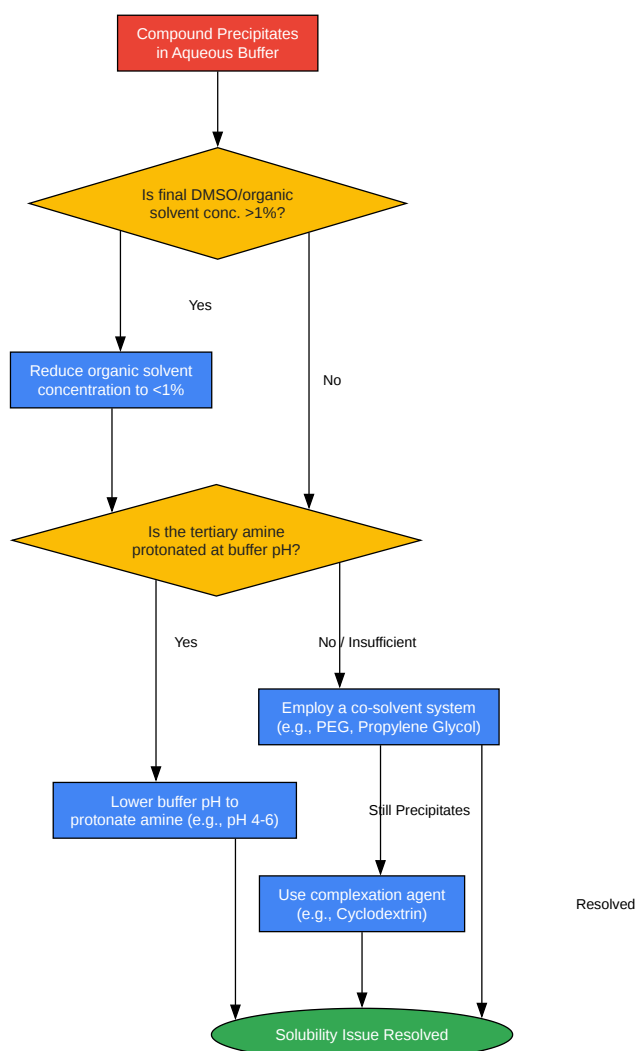 Compound Precipitates
in Aqueous Buffer
Is final DMSO/organic
solvent conc. >1%?
Yes
Reduce organic solvent
concentration to <1%
No
Is the tertiary amine
protonated at buffer pH?
Yes
No / Insufficient
Employ a co-solvent system
(e.g., PEG, Propylene Glycol)
Lower buffer pH to
protonate amine (e.g., pH 4-6)
Still Precipitates
Use complexation agent
(e.g., Cyclodextrin)
Resolved
Solubility Issue Resolved